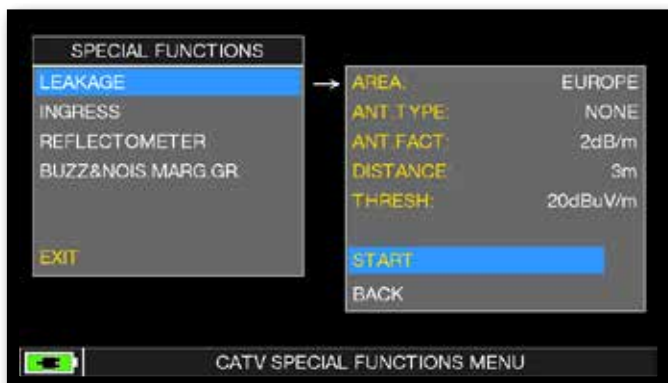 SPECIAL FUNCTIONS
LEAKAGE
INGRESS
REFLECTOMETER
BUZZ&NOIS.MARG.GR.
EXIT
→
AREA: EUROPE
ANT.TYPE: NONE
ANT.FACT: 2dB/m
DISTANCE: 3m
THRESH: 20dBuV/m
START
BACK
CATV SPECIAL FUNCTIONS MENU